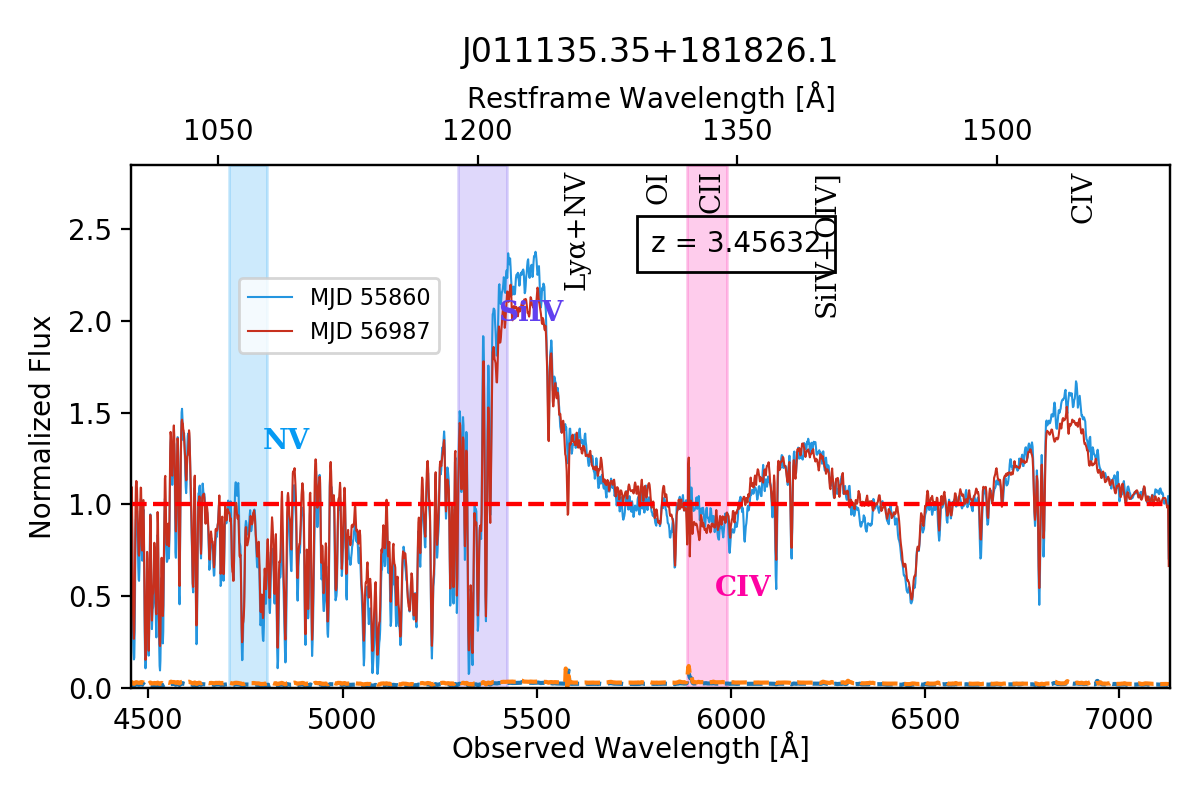 J011135.35+181826.1
Restframe Wavelength [Å]
1050 1200 1350 1500
Lyα+NV
OI
CII
SiIV+OIV]
CIV
z = 3.45632
MJD 55860
MJD 56987
SiIV
NV
CIV
Normalized Flux
2.5
2.0
1.5
1.0
0.5
0.0
4500 5000 5500 6000 6500 7000
Observed Wavelength [Å]